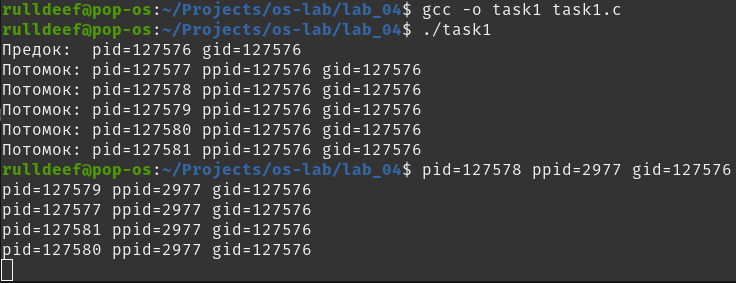 rulldeef@pop-os:~/Projects/os-lab/lab_04$ gcc -o task1 task1.c
rulldeef@pop-os:~/Projects/os-lab/lab_04$ ./task1
Предок:  pid=127576 gid=127576
Потомок: pid=127577 ppid=127576 gid=127576
Потомок: pid=127578 ppid=127576 gid=127576
Потомок: pid=127579 ppid=127576 gid=127576
Потомок: pid=127580 ppid=127576 gid=127576
Потомок: pid=127581 ppid=127576 gid=127576
rulldeef@pop-os:~/Projects/os-lab/lab_04$ pid=127578 ppid=2977 gid=127576
pid=127579 ppid=2977 gid=127576
pid=127577 ppid=2977 gid=127576
pid=127581 ppid=2977 gid=127576
pid=127580 ppid=2977 gid=127576